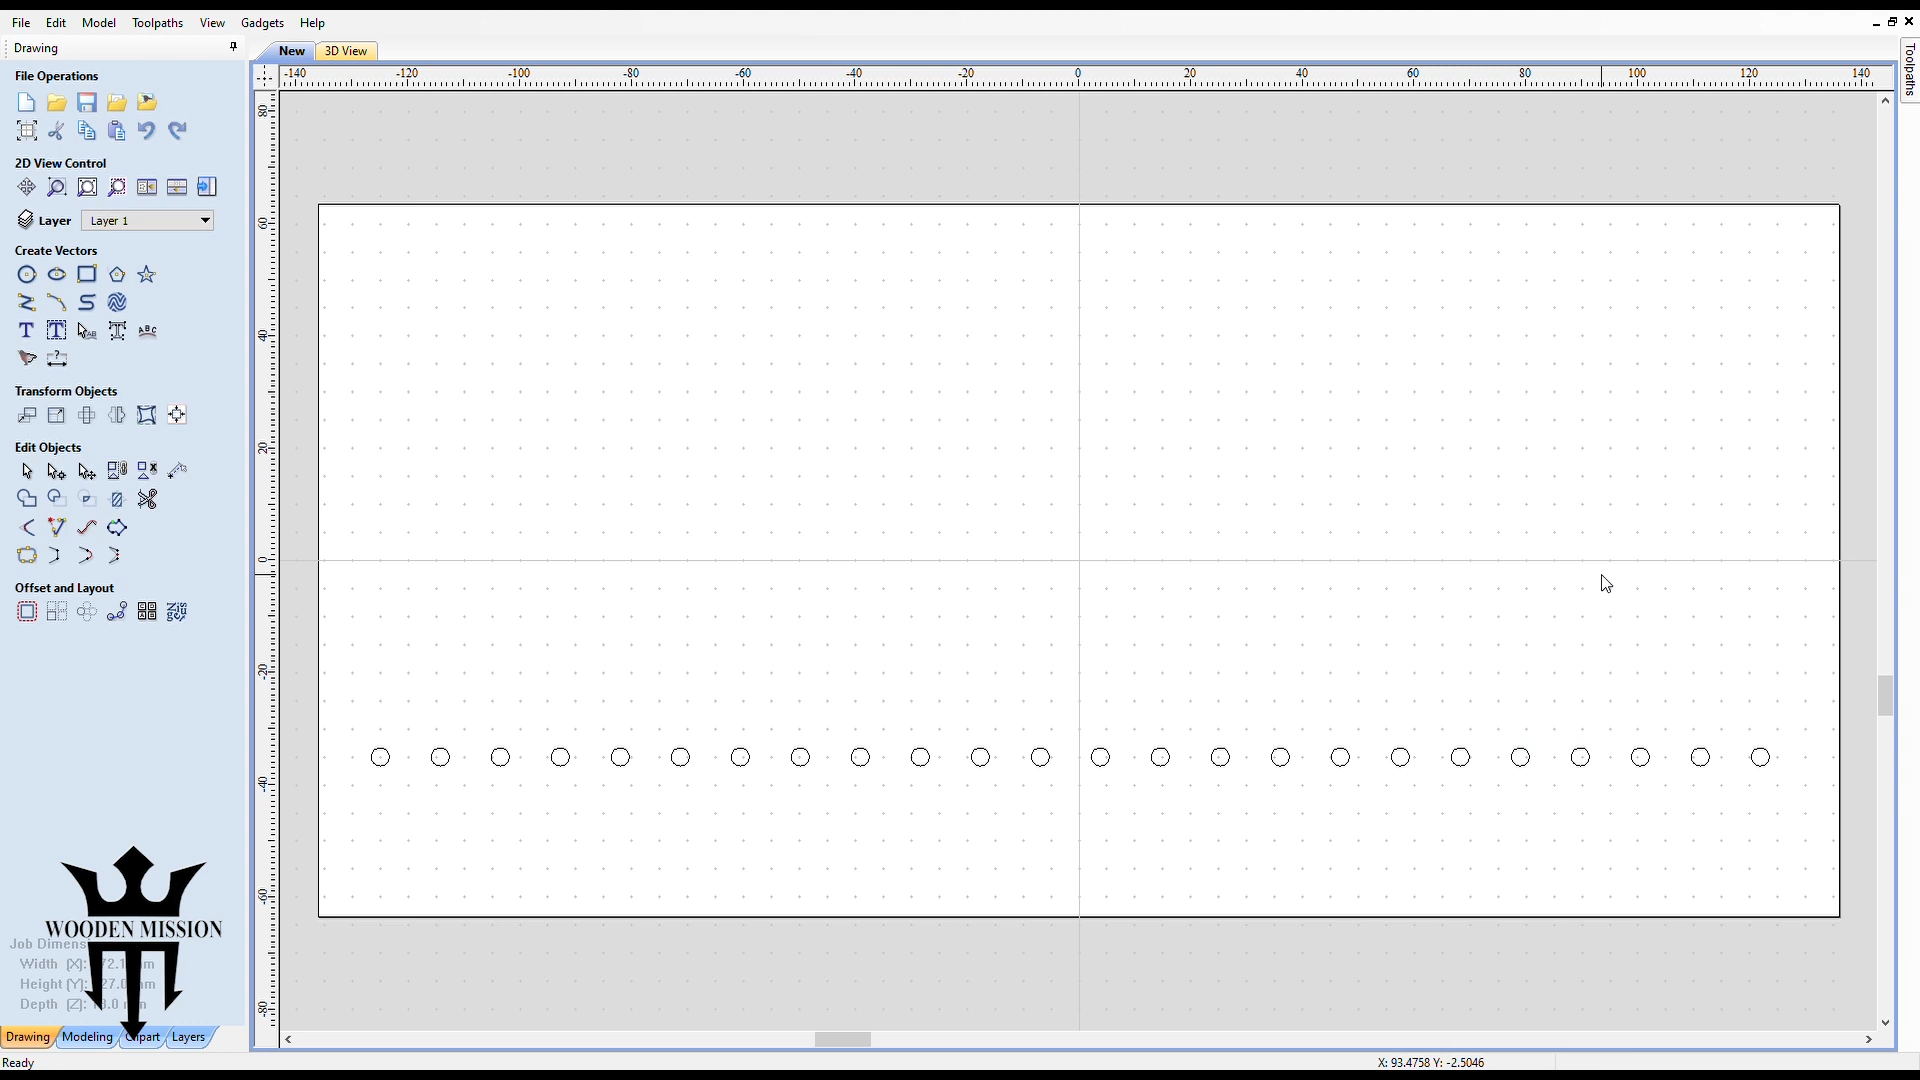 File Edit Model Toolpaths View Gadgets Help
Drawing
New 3D View
Toolpaths
-140 -120 -100 -80 -60 -40 -20 0 20 40 60 80 100 120 140
File Operations
2D View Control
Layer Layer 1
Create Vectors
Transform Objects
Edit Objects
Offset and Layout
80
60
40
20
0
-20
-40
-60
-80
WOODEN MISSION
Width (X):
Height (Y):
Depth (Z):
Drawing Modeling Layers
Ready
X: 93.4758 Y: -2.5046